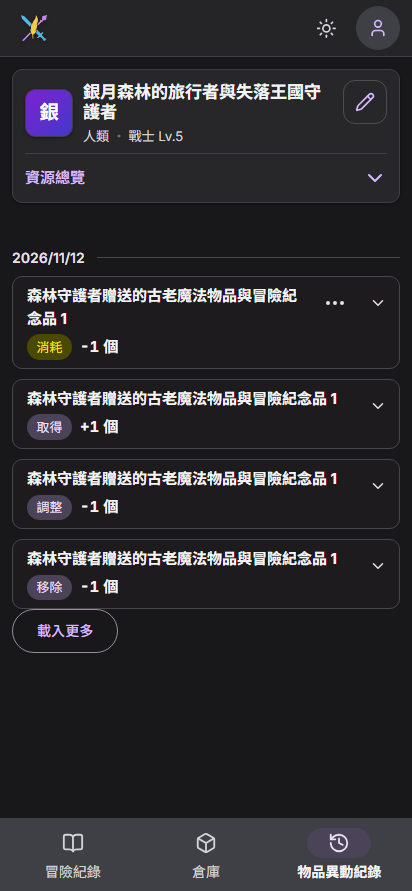 銀
銀月森林的旅行者與失落王國守
護者
人類 • 戰士 Lv.5
資源總覽
2026/11/12
森林守護者贈送的古老魔法物品與冒險紀
念品 1
消耗 -1 個
森林守護者贈送的古老魔法物品與冒險紀念品 1
取得 +1 個
森林守護者贈送的古老魔法物品與冒險紀念品 1
調整 -1 個
森林守護者贈送的古老魔法物品與冒險紀念品 1
移除 -1 個
載入更多
冒險紀錄
倉庫
物品異動紀錄